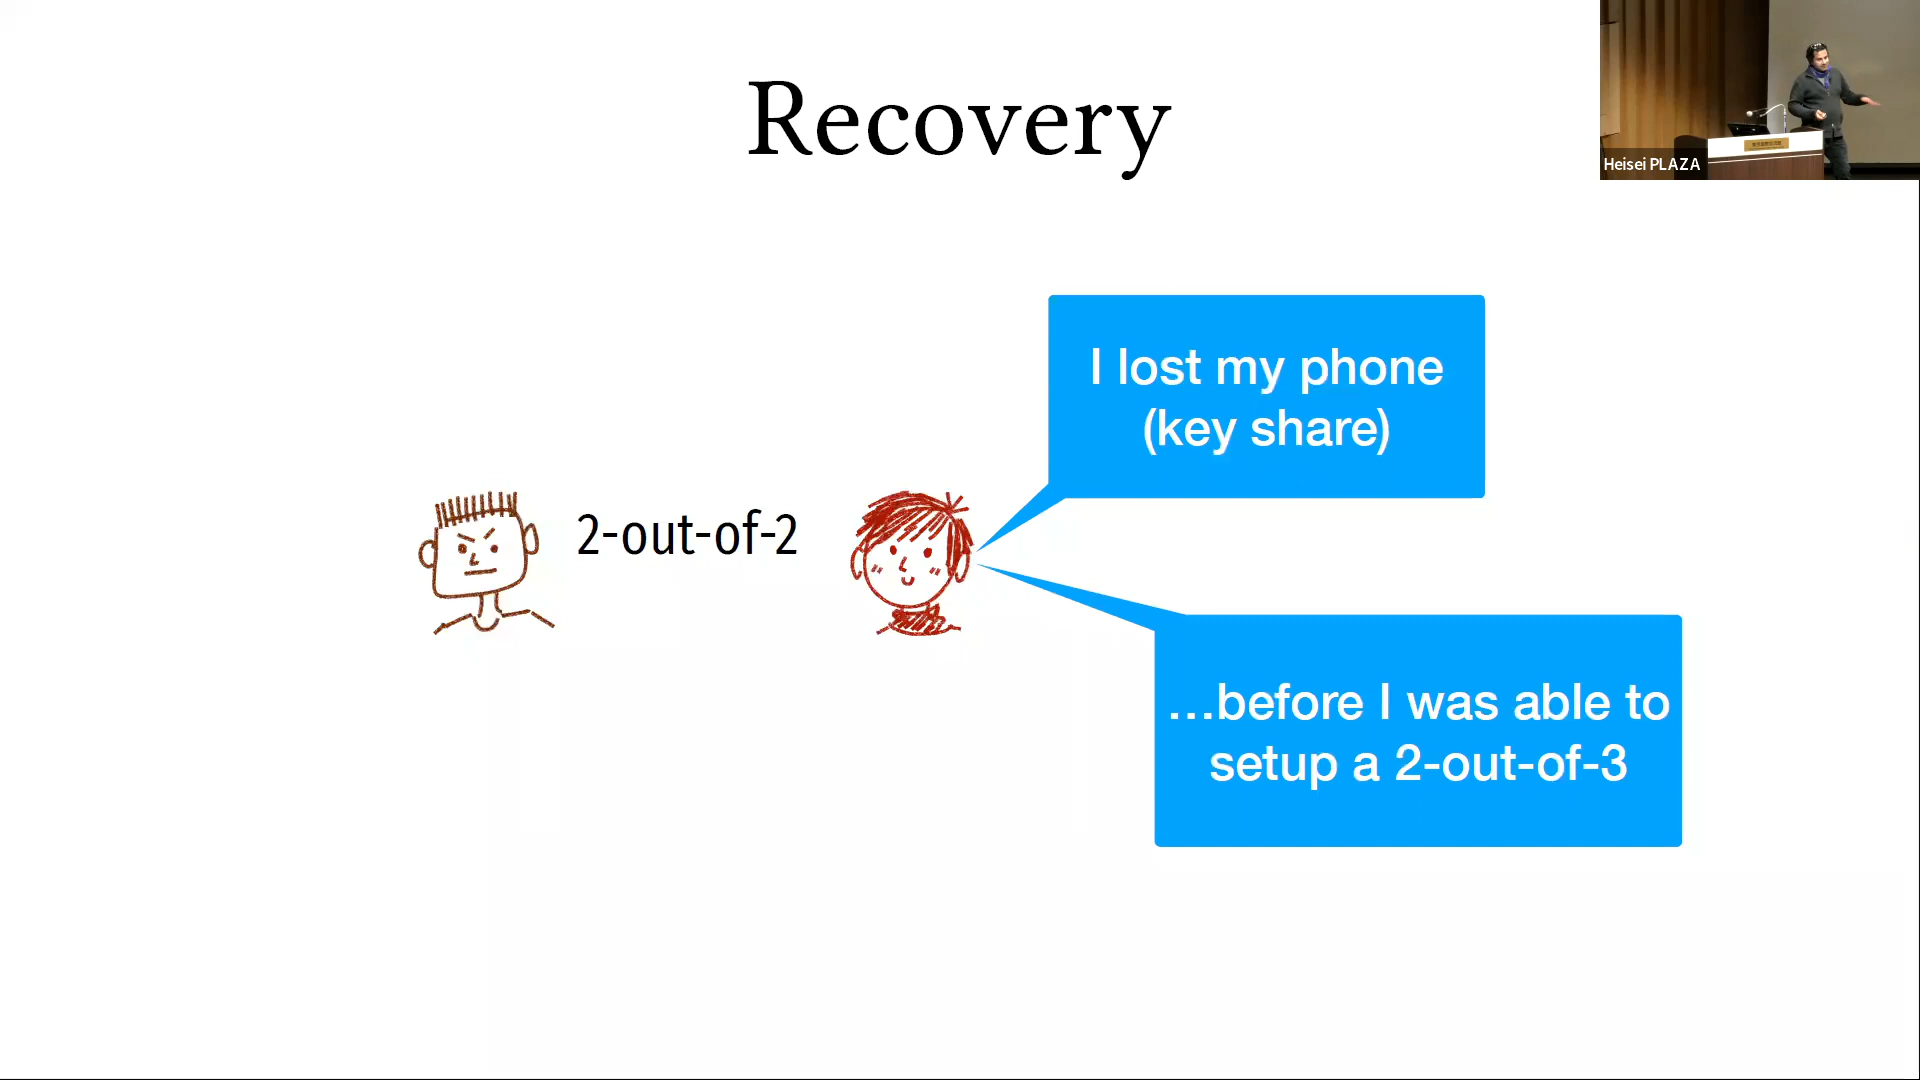 Recovery
Heisei PLAZA
I lost my phone
(key share)
2-out-of-2
...before I was able to
setup a 2-out-of-3